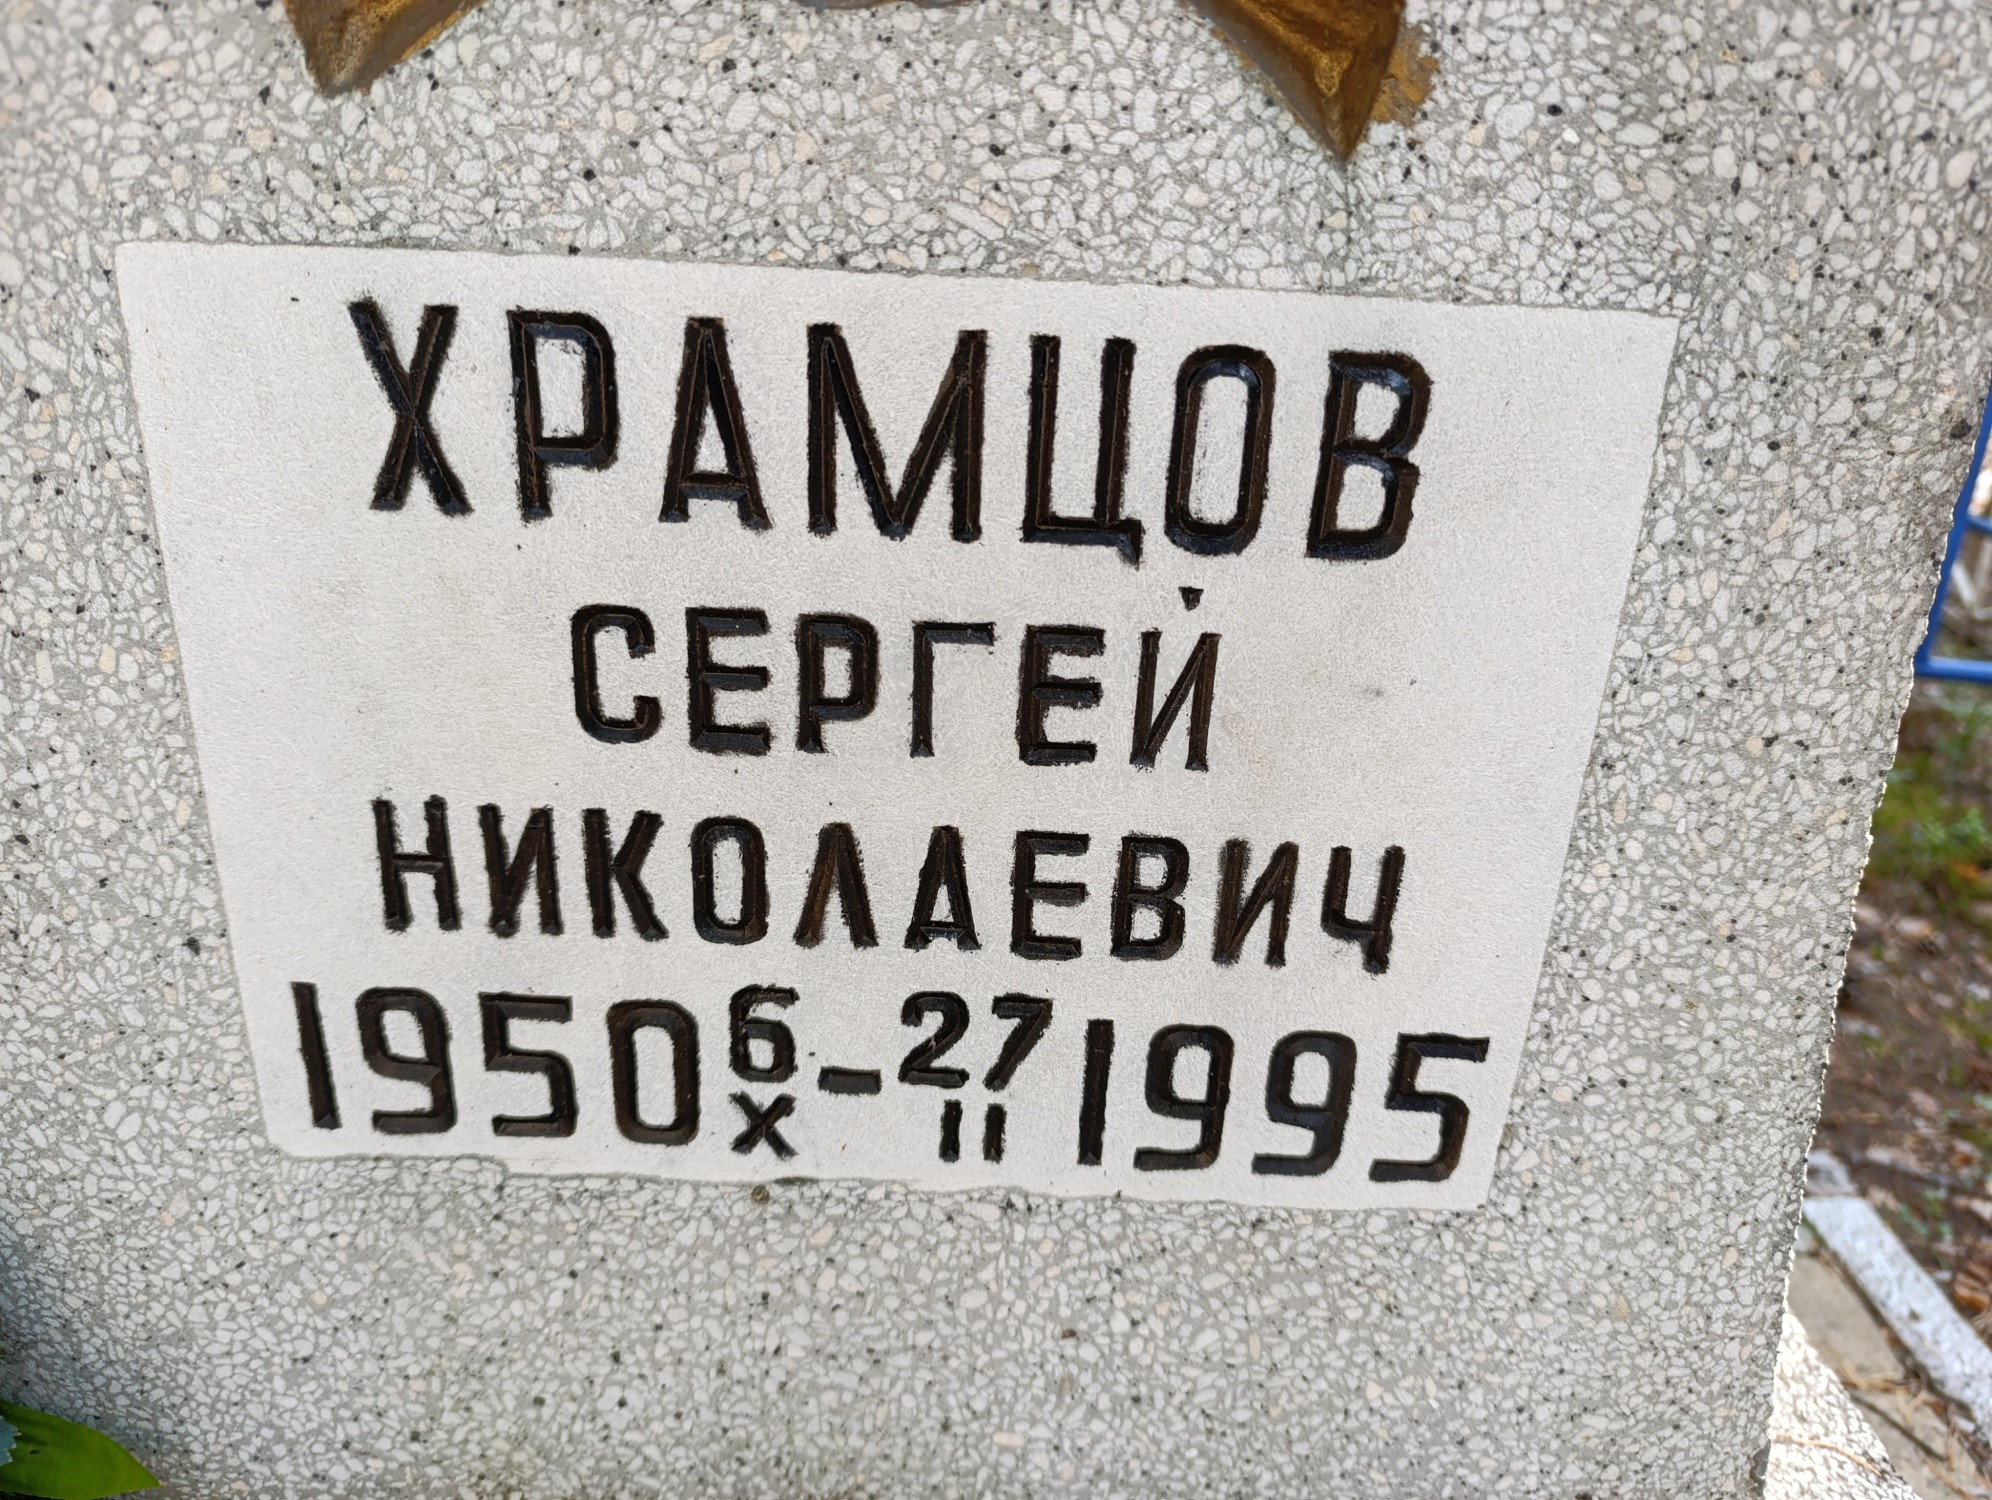 ХРАМЦОВ
СЕРГЕЙ
НИКОЛАЕВИЧ
1950 6/X - 27/II 1995